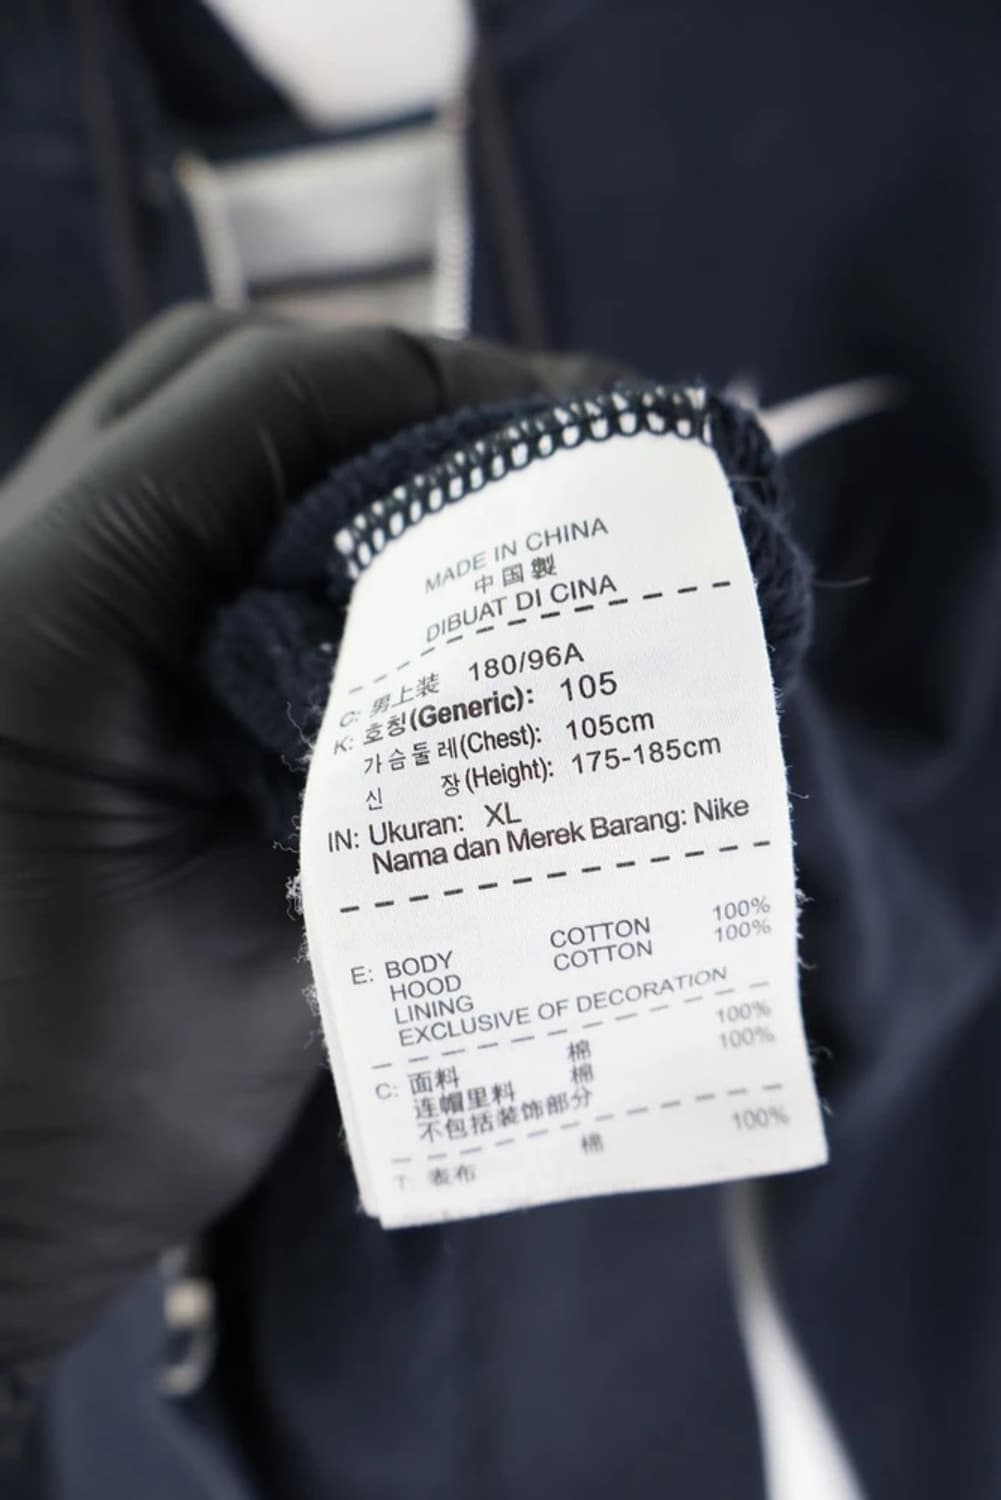 MADE IN CHINA
中国製
DIBUAT DI CINA
C: 男上装 180/96A
K: 호칭(Generic): 105
가슴둘레(Chest): 105cm
신 장(Height): 175-185cm
IN: Ukuran: XL
Nama dan Merek Barang: Nike
E: BODY COTTON 100%
HOOD COTTON 100%
LINING
EXCLUSIVE OF DECORATION
C: 面料 棉 100%
连帽里料 棉 100%
不包括装饰部分
T: 表布 棉 100%